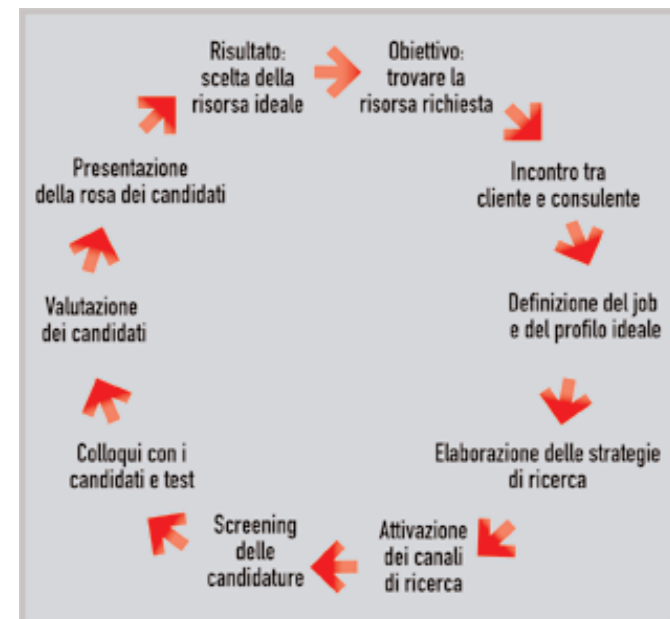 Risultato:
scelta della
risorsa ideale
Obiettivo:
trovare la
risorsa richiesta
Incontro tra
cliente e consulente
Definizione del job
e del profilo ideale
Elaborazione delle strategie
di ricerca
Attivazione
dei canali
di ricerca
Screening
delle
candidature
Colloqui con i
candidati e test
Valutazione
dei candidati
Presentazione
della rosa dei candidati